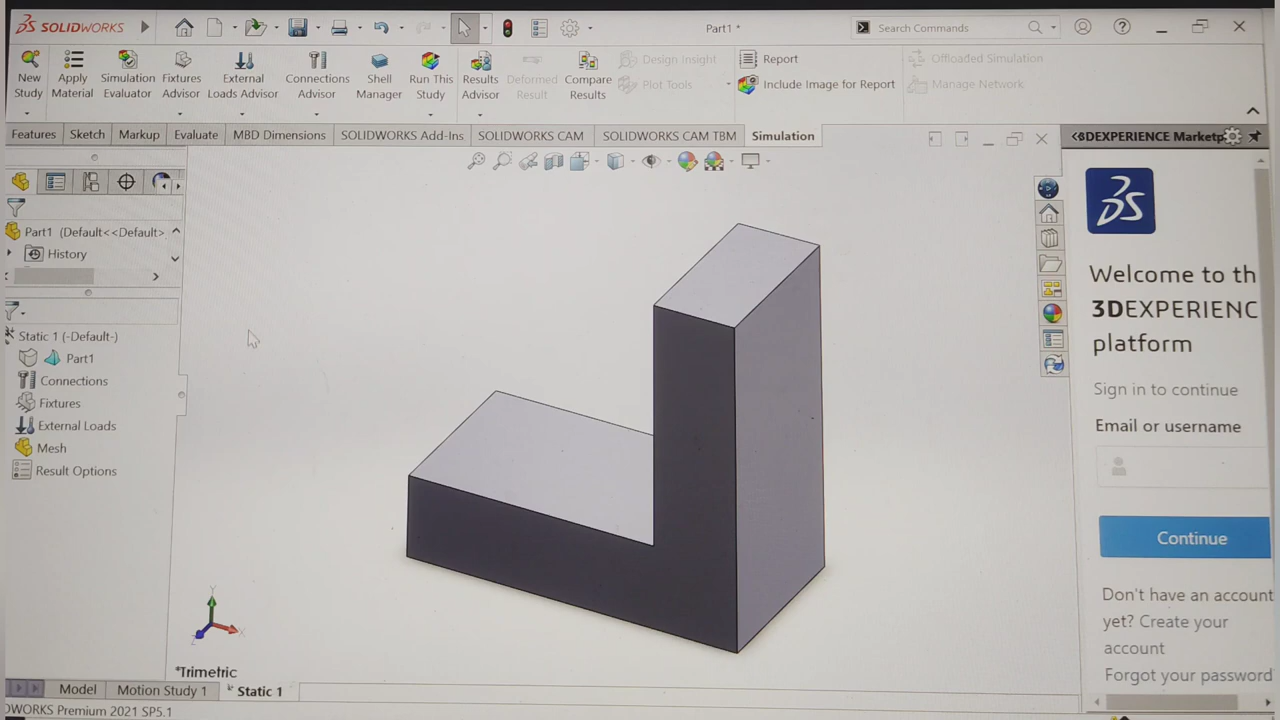 SOLIDWORKS
Part1 *
Search Commands
New Study
Apply Material
Simulation Evaluator
Fixtures Advisor
External Loads Advisor
Connections Advisor
Shell Manager
Run This Study
Results Advisor
Deformed Result
Compare Results
Design Insight
Plot Tools
Report
Include Image for Report
Offloaded Simulation
Manage Network
Features
Sketch
Markup
Evaluate
MBD Dimensions
SOLIDWORKS Add-Ins
SOLIDWORKS CAM
SOLIDWORKS CAM TBM
Simulation
3DEXPERIENCE Marketp
Part1 (Default<<Default>
History
Static 1 (-Default-)
Part1
Connections
Fixtures
External Loads
Mesh
Result Options
Y
X
Z
*Trimetric
Model
Motion Study 1
Static 1
DWORKS Premium 2021 SP5.1
3DS
Welcome to th
3DEXPERIENC
platform
Sign in to continue
Email or username
Continue
Don't have an account
yet? Create your
account
Forgot your password